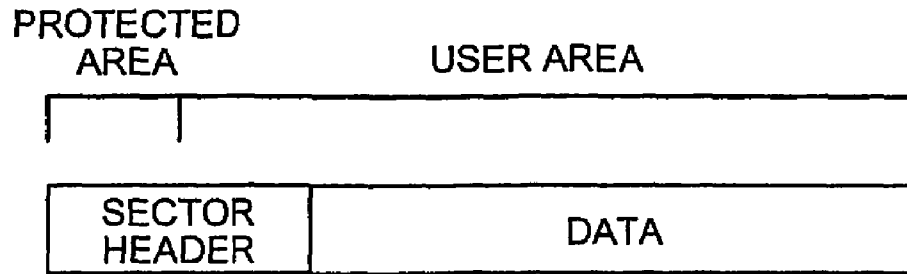 PROTECTED
AREA
USER AREA
SECTOR
HEADER
DATA